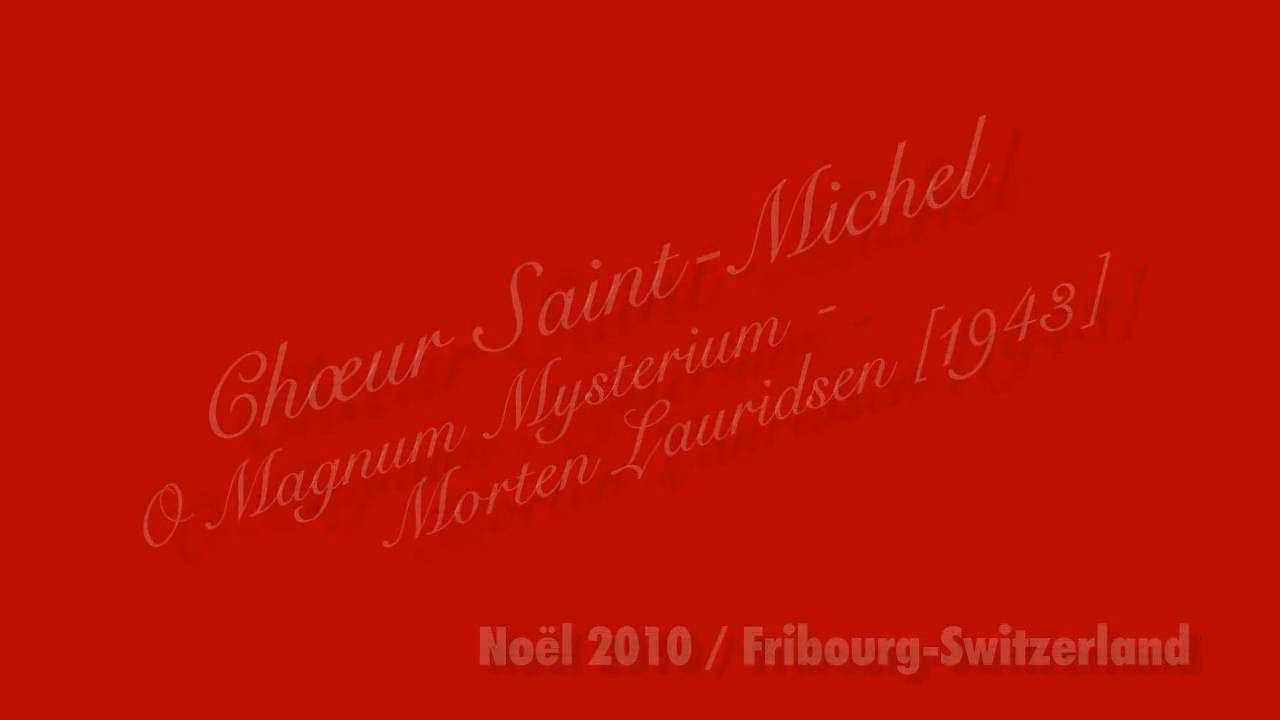 Chœur Saint-Michel
O Magnum Mysterium -
Morten Lauridsen [1943]
Noël 2010 / Fribourg-Switzerland